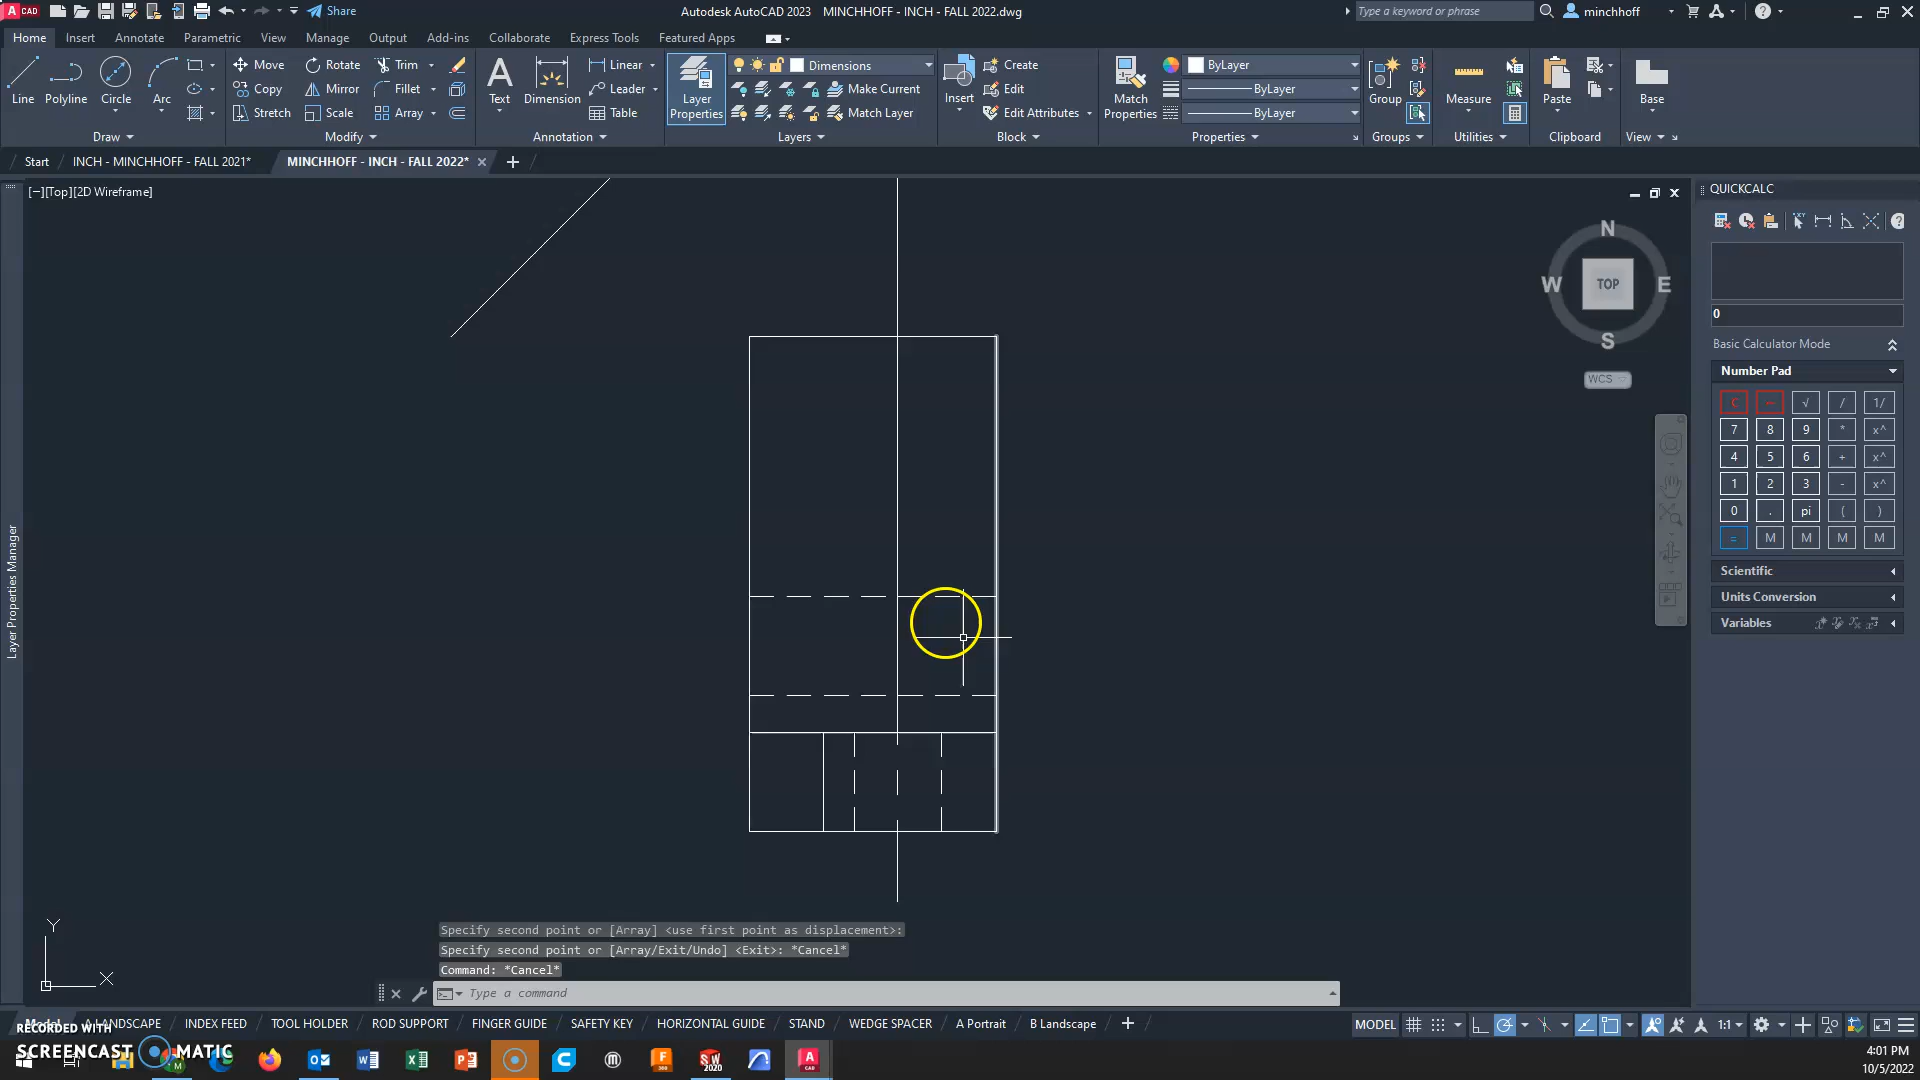 A CAD Share Autodesk AutoCAD 2023 MINCHHOFF - INCH - FALL 2022.dwg Type a keyword or phrase minchhoff
Home Insert Annotate Parametric View Manage Output Add-ins Collaborate Express Tools Featured Apps
Move Rotate Trim Linear Dimensions Create ByLayer
Copy Mirror Fillet Leader Make Current Edit ByLayer
Stretch Scale Array Table Match Layer Edit Attributes ByLayer
Line Polyline Circle Arc Text Dimension Layer Properties Insert Match Properties Group Measure Paste Base
Draw Modify Annotation Layers Block Properties Groups Utilities Clipboard View
Start INCH - MINCHHOFF - FALL 2021* MINCHHOFF - INCH - FALL 2022*
[−][Top][2D Wireframe]
QUICKCALC
N
W TOP E
S
WCS
0
Basic Calculator Mode
Number Pad
C √ / 1/
7 8 9 * x^
4 5 6 + x^
1 2 3 - x^
0 . pi ( )
= M M M M
Scientific
Units Conversion
Variables
Layer Properties Manager
Y
X
Specify second point or [Array] <use first point as displacement>:
Specify second point or [Array/Exit/Undo] <Exit>: *Cancel*
Command: *Cancel*
Type a command
LANDSCAPE INDEX FEED TOOL HOLDER ROD SUPPORT FINGER GUIDE SAFETY KEY HORIZONTAL GUIDE STAND WEDGE SPACER A Portrait B Landscape
MODEL 1:1
RECORDED WITH
SCREENCAST MATIC
4:01 PM
10/5/2022